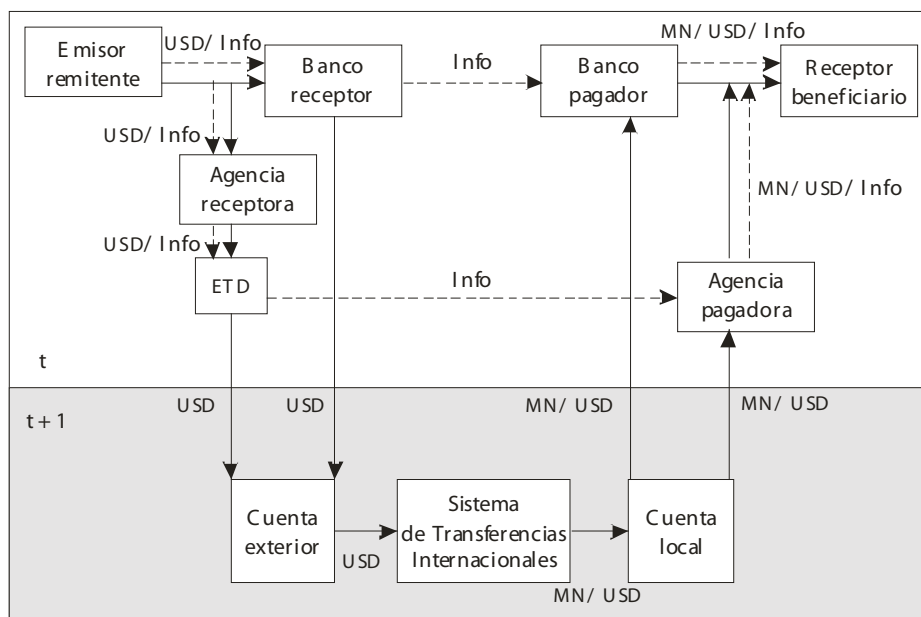 Emisor
remitente
USD/ Info
Banco
receptor
Info
Banco
pagador
MN/ USD/ Info
Receptor
beneficiario
USD/ Info
Agencia
receptora
MN/ USD/ Info
USD/ Info
ETD
Info
Agencia
pagadora
t
t + 1
USD
USD
MN/ USD
MN/ USD
Cuenta
exterior
USD
Sistema
de Transferencias
Internacionales
MN/ USD
Cuenta
local